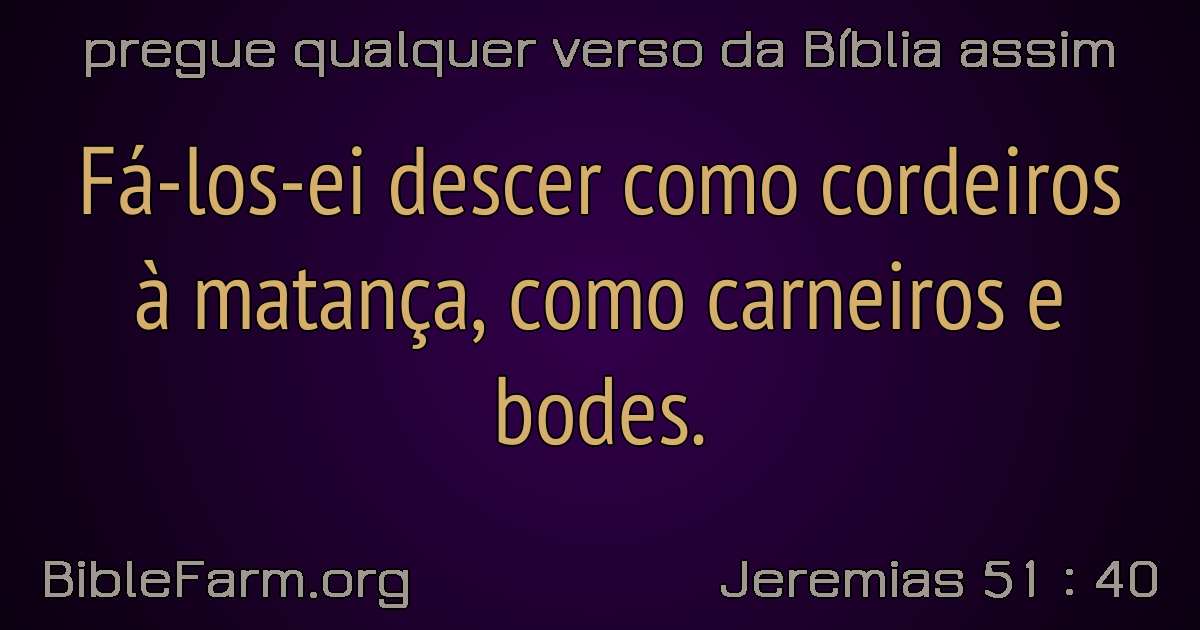 pregue qualquer verso da Bíblia assim
Fá-los-ei descer como cordeiros
à matança, como carneiros e
bodes.
BibleFarm.org
Jeremias 51 : 40